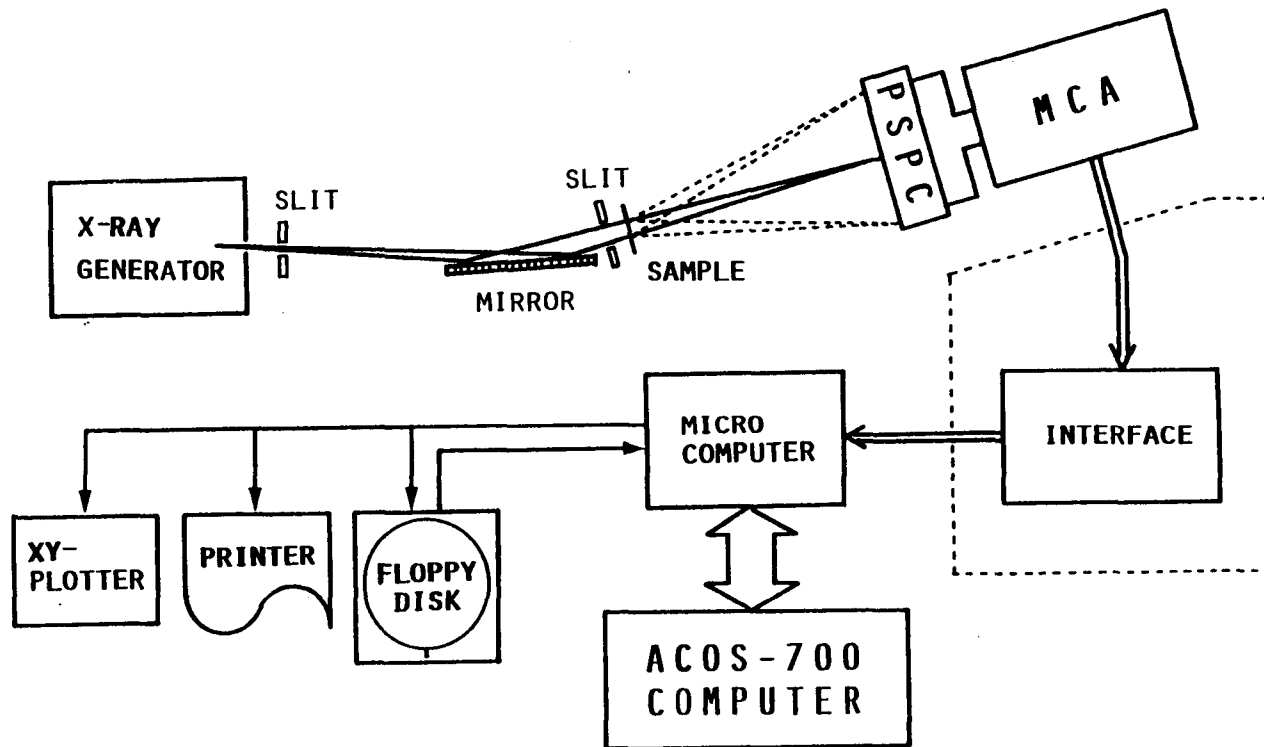 MCA
PSPC
SLIT
SLIT
X-RAY
GENERATOR
SAMPLE
MIRROR
MICRO
COMPUTER
INTERFACE
XY-
PLOTTER
PRINTER
FLOPPY
DISK
ACOS-700
COMPUTER